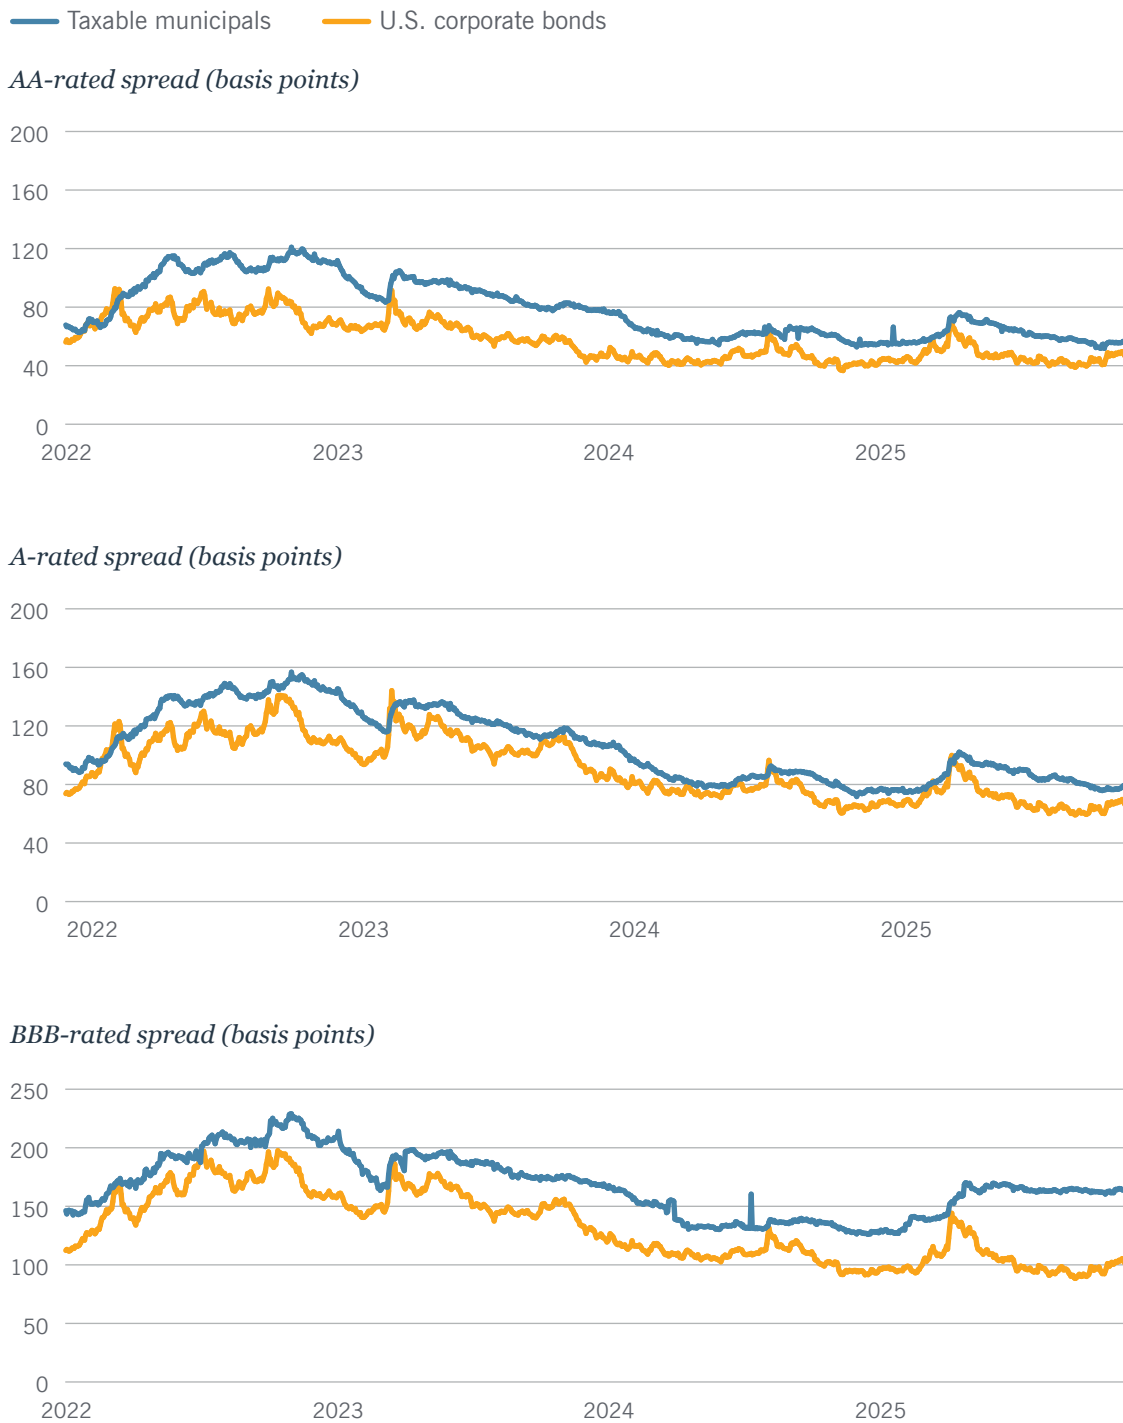 Taxable municipals U.S. corporate bonds
AA-rated spread (basis points)
200
160
120
80
40
0
2022 2023 2024 2025
A-rated spread (basis points)
200
160
120
80
40
0
2022 2023 2024 2025
BBB-rated spread (basis points)
250
200
150
100
50
0
2022 2023 2024 2025